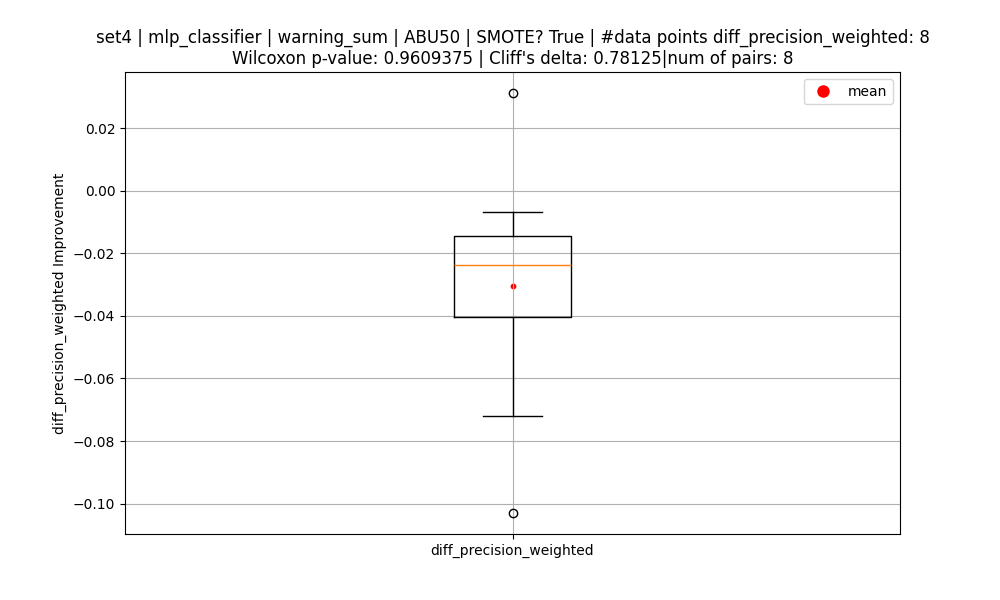 set4 | mlp_classifier | warning_sum | ABU50 | SMOTE? True | #data points diff_precision_weighted: 8
Wilcoxon p-value: 0.9609375 | Cliff's delta: 0.78125|num of pairs: 8
mean
0.02
0.00
−0.02
−0.04
−0.06
−0.08
−0.10
diff_precision_weighted Improvement
diff_precision_weighted